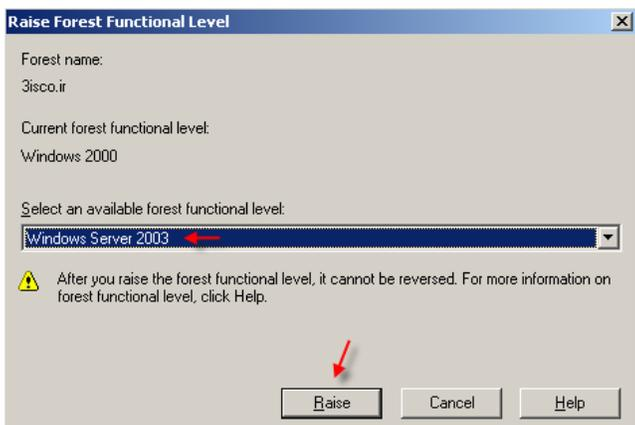 Raise Forest Functional Level
Forest name:
3isco.ir
Current forest functional level:
Windows 2000
Select an available forest functional level:
Windows Server 2003
After you raise the forest functional level, it cannot be reversed. For more information on
forest functional level, click Help.
Raise
Cancel
Help